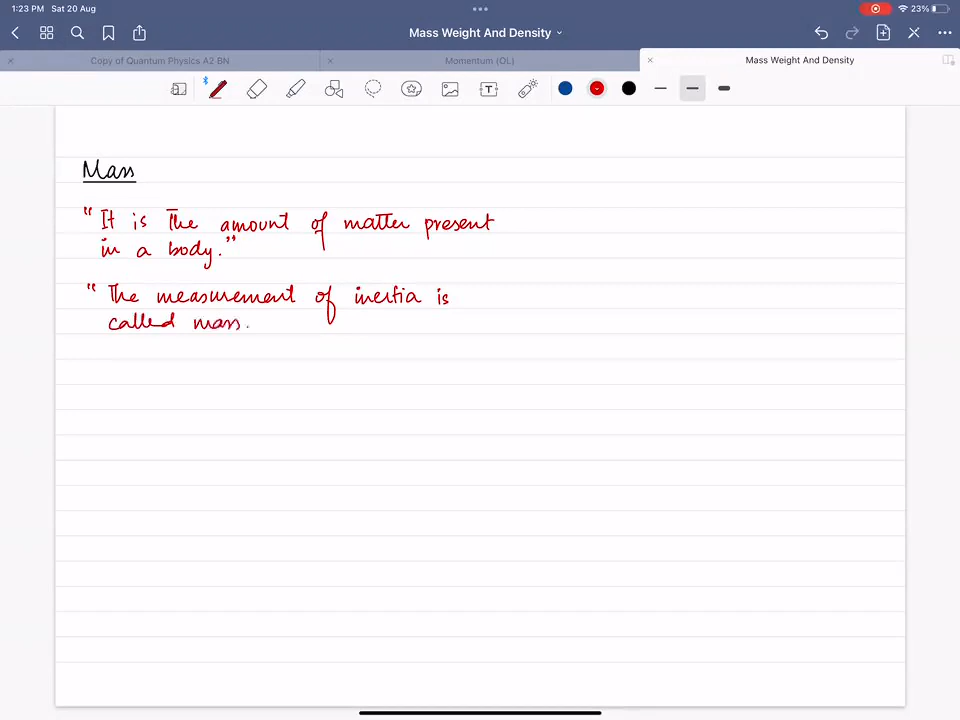 1:23 PM Sat 20 Aug
23%
Mass Weight And Density
Copy of Quantum Physics A2 BN
Momentum (OL)
Mass Weight And Density
T
Mass
"It is the amount of matter present
in a body."
"The measurement of inertia is
called mass.